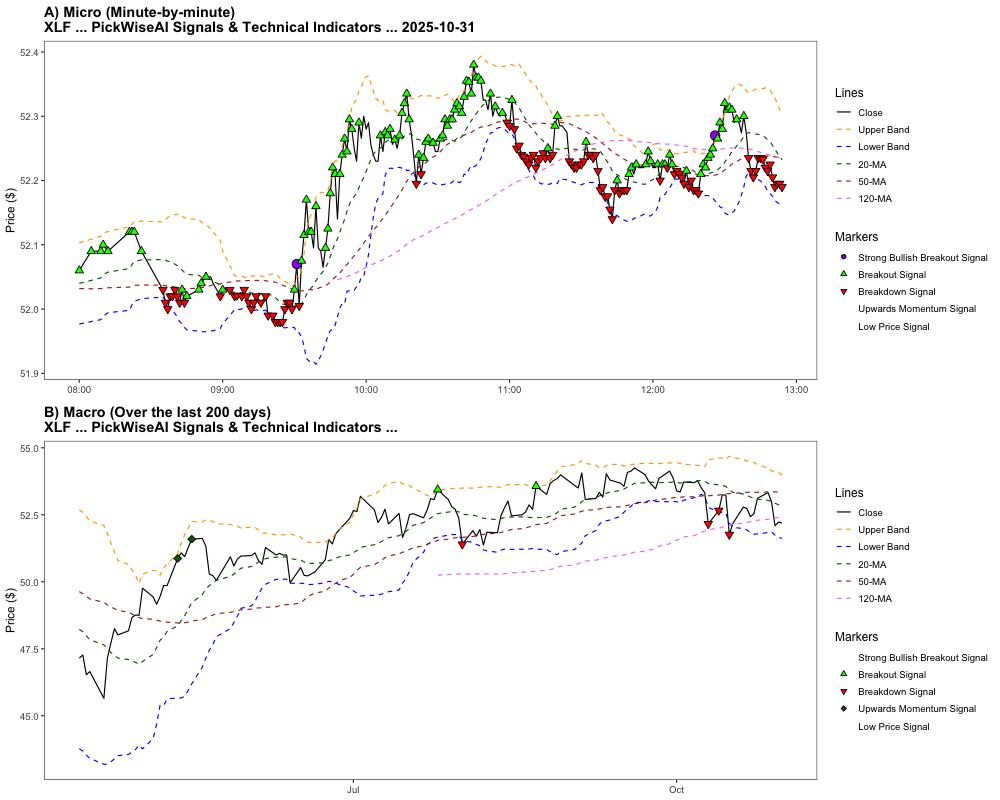 A) Micro (Minute-by-minute)
XLF ... PickWiseAI Signals & Technical Indicators ... 2025-10-31
Price ($)
52.4
52.3
52.2
52.1
52.0
51.9
08:00
09:00
10:00
11:00
12:00
13:00
Lines
Close
Upper Band
Lower Band
20-MA
50-MA
120-MA
Markers
Strong Bullish Breakout Signal
Breakout Signal
Breakdown Signal
Upwards Momentum Signal
Low Price Signal
B) Macro (Over the last 200 days)
XLF ... PickWiseAI Signals & Technical Indicators ...
Price ($)
55.0
52.5
50.0
47.5
45.0
Jul
Oct
Lines
Close
Upper Band
Lower Band
20-MA
50-MA
120-MA
Markers
Strong Bullish Breakout Signal
Breakout Signal
Breakdown Signal
Upwards Momentum Signal
Low Price Signal